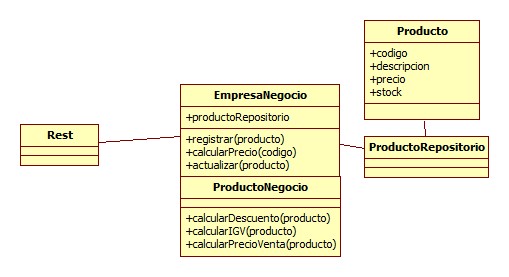 Producto
+codigo
+descripcion
+precio
+stock
EmpresaNegocio
+productoRepositorio
+registrar(producto)
+calcularPrecio(codigo)
+actualizar(producto)
Rest
ProductoRepositorio
ProductoNegocio
+calcularDescuento(producto)
+calcularIGV(producto)
+calcularPrecioVenta(producto)